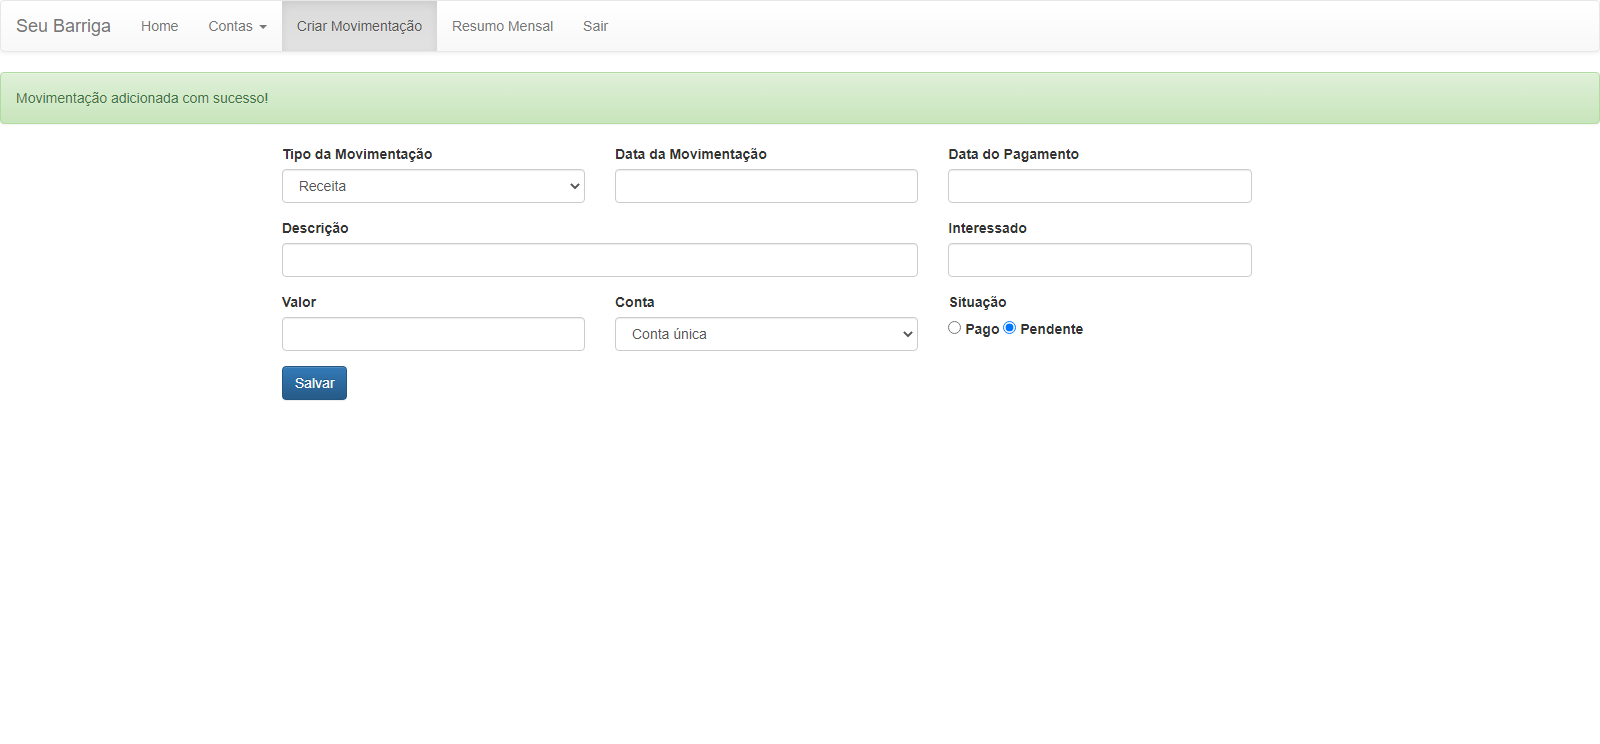 Seu Barriga Home Contas Criar Movimentação Resumo Mensal Sair
Movimentação adicionada com sucesso!
Tipo da Movimentação Data da Movimentação Data do Pagamento
Receita
Descrição Interessado
Valor Conta Situação
Conta única Pago Pendente
Salvar